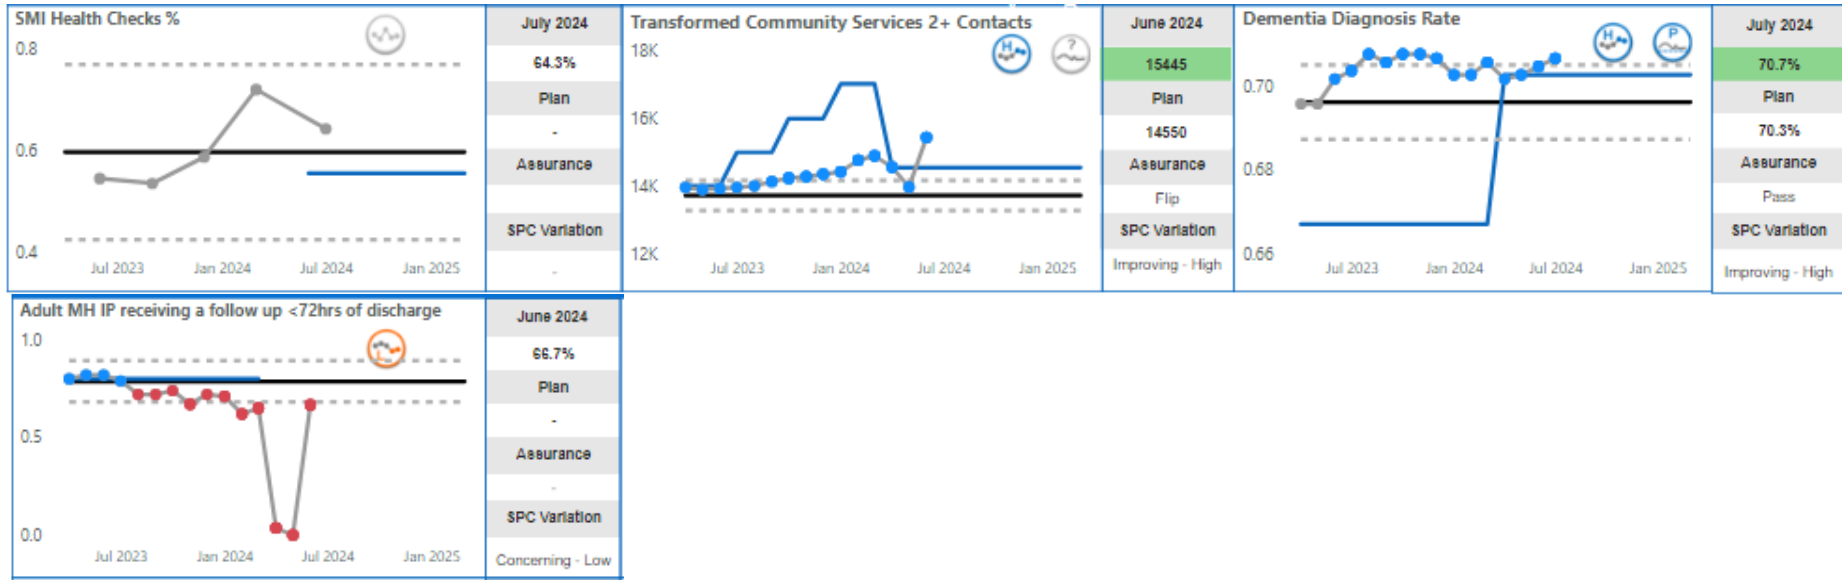 SMI Health Checks %
0.8
0.6
0.4
Jul 2023 Jan 2024 Jul 2024 Jan 2025
July 2024
64.3%
Plan
-
Assurance
SPC Variation
-
Transformed Community Services 2+ Contacts
H
?
18K
16K
14K
12K
Jul 2023 Jan 2024 Jul 2024 Jan 2025
June 2024
15445
Plan
14550
Assurance
Flip
SPC Variation
Improving - High
Dementia Diagnosis Rate
H
P
0.70
0.68
0.66
Jul 2023 Jan 2024 Jul 2024 Jan 2025
July 2024
70.7%
Plan
70.3%
Assurance
Pass
SPC Variation
Improving - High
Adult MH IP receiving a follow up <72hrs of discharge
L
1.0
0.5
0.0
Jul 2023 Jan 2024 Jul 2024 Jan 2025
June 2024
66.7%
Plan
-
Assurance
-
SPC Variation
Concerning - Low